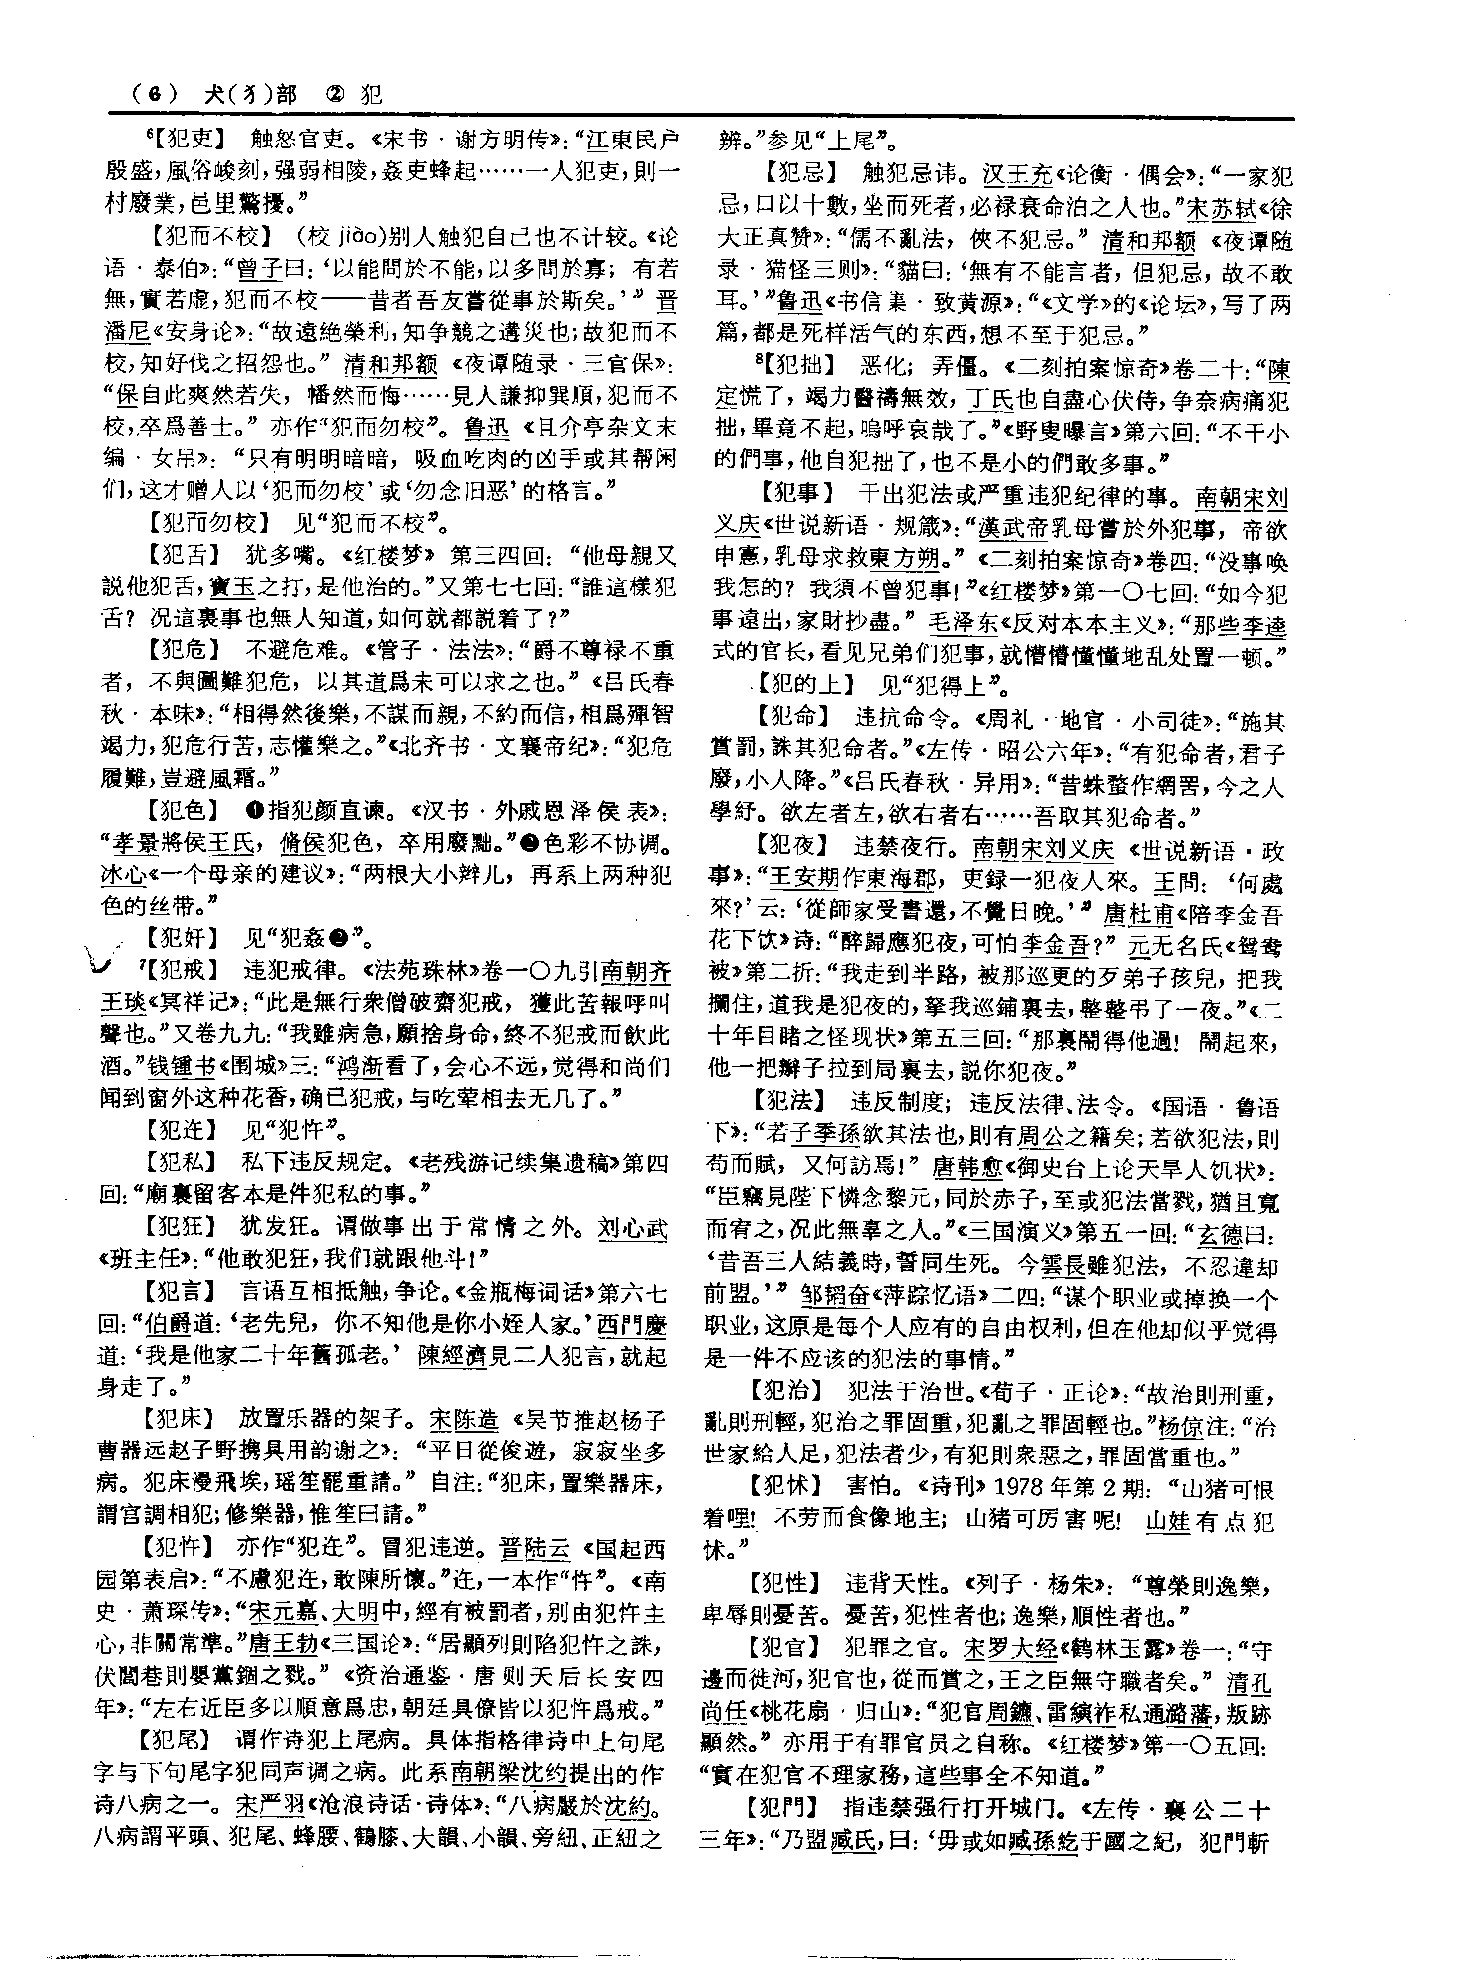 (6) 犬(犭)部 ② 犯
⁶【犯吏】 触怒官吏。《宋书·谢方明传》：“江東民戶
殷盛，風俗峻刻，强弱相陵，姦吏蜂起……一人犯吏，則一
村廢業，邑里驚擾。”
【犯而不校】 (校 jiào)别人触犯自己也不计较。《论
语·泰伯》：“曾子曰：‘以能問於不能，以多問於寡；有若
無，實若虚，犯而不校——昔者吾友嘗從事於斯矣。’” 晋
潘尼《安身论》：“故遠絶榮利，知争競之遘災也；故犯而不
校，知好伐之招怨也。” 清和邦额《夜谭随录·三官保》：
“保自此爽然若失，幡然而悔……見人謙抑巽順，犯而不
校，卒爲善士。” 亦作“犯而勿校”。鲁迅《且介亭杂文末
编·女吊》：“只有明明暗暗，吸血吃肉的凶手或其帮闲
们，这才赠人以‘犯而勿校’或‘勿念旧恶’的格言。”
【犯而勿校】 见“犯而不校”。
【犯舌】 犹多嘴。《红楼梦》第三四回：“他母親又
説他犯舌，寶玉之打，是他治的。”又第七七回：“誰這樣犯
舌？况這裏事也無人知道，如何就都説着了？”
【犯危】 不避危难。《管子·法法》：“爵不尊禄不重
者，不與圖難犯危，以其道爲未可以求之也。”《吕氏春
秋·本味》：“相得然後樂，不謀而親，不約而信，相爲殫智
竭力，犯危行苦，志懽樂之。”《北齐书·文襄帝纪》：“犯危
履難，豈避風霜。”
【犯色】 ❶指犯颜直谏。《汉书·外戚恩泽侯表》：
“孝景將侯王氏，脩侯犯色，卒用廢黜。”❷色彩不协调。
冰心《一个母亲的建议》：“两根大小辫儿，再系上两种犯
色的丝带。”
【犯奸】 见“犯姦❷”。
⁷【犯戒】 违犯戒律。《法苑珠林》卷一〇九引南朝齐
王琰《冥祥记》：“此是無行衆僧破齋犯戒，獲此苦報呼叫
聲也。”又卷九九：“我雖病急，願捨身命，終不犯戒而飲此
酒。”钱锺书《围城》三：“鸿渐看了，会心不远，觉得和尚们
闻到窗外这种花香，确已犯戒，与吃荤相去无几了。”
【犯迕】 见“犯忤”。
【犯私】 私下违反规定。《老残游记续集遗稿》第四
回：“廟裏留客本是件犯私的事。”
【犯狂】 犹发狂。谓做事出于常情之外。刘心武
《班主任》：“他敢犯狂，我们就跟他斗！”
【犯言】 言语互相抵触，争论。《金瓶梅词话》第六七
回：“伯爵道：‘老先兒，你不知他是你小姪人家。’西門慶
道：‘我是他家二十年舊孤老。’ 陳經濟見二人犯言，就起
身走了。”
【犯床】 放置乐器的架子。宋陈造《吴节推赵杨子
曹器远赵子野携具用韵谢之》：“平日從俊遊，寂寂坐多
病。犯床漫飛埃，瑶笙罷重請。” 自注：“犯床，置樂器床，
謂宫調相犯；修樂器，惟笙曰請。”
【犯忤】 亦作“犯迕”。冒犯违逆。晋陆云《国起西
园第表启》：“不慮犯迕，敢陳所懷。”迕，一本作“忤”。《南
史·萧琛传》：“宋元嘉、大明中，經有被罰者，别由犯忤主
心，非關常準。”唐王勃《三国论》：“居顯列則陷犯忤之誅，
伏閭巷則嬰黨錮之戮。”《资治通鉴·唐则天后长安四
年》：“左右近臣多以順意爲忠，朝廷具僚皆以犯忤爲戒。”
【犯尾】 谓作诗犯上尾病。具体指格律诗中上句尾
字与下句尾字犯同声调之病。此系南朝梁沈约提出的作
诗八病之一。宋严羽《沧浪诗话·诗体》：“八病嚴於沈約。
八病謂平頭、犯尾、蜂腰、鶴膝、大韻、小韻、旁紐、正紐之
辨。”参见“上尾”。
【犯忌】 触犯忌讳。汉王充《论衡·偶会》：“一家犯
忌，口以十數，坐而死者，必禄衰命泊之人也。”宋苏轼《徐
大正真赞》：“儒不亂法，俠不犯忌。” 清和邦额《夜谭随
录·猫怪三则》：“貓曰：‘無有不能言者，但犯忌，故不敢
耳。’”鲁迅《书信集·致黄源》：“《文学》的《论坛》，写了两
篇，都是死样活气的东西，想不至于犯忌。”
⁸【犯拙】 恶化；弄僵。《二刻拍案惊奇》卷二十：“陳
定慌了，竭力醫禱無效，丁氏也自盡心伏侍，争奈病痛犯
拙，畢竟不起，嗚呼哀哉了。”《野叟曝言》第六回：“不干小
的們事，他自犯拙了，也不是小的們敢多事。”
【犯事】 干出犯法或严重违犯纪律的事。南朝宋刘
义庆《世说新语·规箴》：“漢武帝乳母嘗於外犯事，帝欲
申憲，乳母求救東方朔。”《二刻拍案惊奇》卷四：“没事唤
我怎的？我須不曾犯事！”《红楼梦》第一〇七回：“如今犯
事遠出，家財抄盡。” 毛泽东《反对本本主义》：“那些李逵
式的官长，看见兄弟们犯事，就懵懵懂懂地乱处置一顿。”
【犯的上】 见“犯得上”。
【犯命】 违抗命令。《周礼·地官·小司徒》：“施其
賞罰，誅其犯命者。”《左传·昭公六年》：“有犯命者，君子
廢，小人降。”《吕氏春秋·异用》：“昔蛛蝥作網罟，今之人
學紓。欲左者左，欲右者右……吾取其犯命者。”
【犯夜】 违禁夜行。南朝宋刘义庆《世说新语·政
事》：“王安期作東海郡，吏録一犯夜人來。王問：‘何處
來？’云：‘從師家受書還，不覺日晚。’” 唐杜甫《陪李金吾
花下饮》诗：“醉歸應犯夜，可怕李金吾？” 元无名氏《鸳鸯
被》第二折：“我走到半路，被那巡更的歹弟子孩兒，把我
攔住，道我是犯夜的，拏我巡鋪裏去，整整弔了一夜。”《二
十年目睹之怪现状》第五三回：“那裏鬧得他過！鬧起來，
他一把辮子拉到局裏去，説你犯夜。”
【犯法】 违反制度；违反法律、法令。《国语·鲁语
下》：“若子季孫欲其法也，則有周公之籍矣；若欲犯法，則
苟而賦，又何訪焉！” 唐韩愈《御史台上论天旱人饥状》：
“臣竊見陛下憐念黎元，同於赤子，至或犯法當戮，猶且寬
而宥之，况此無辜之人。”《三国演义》第五一回：“玄德曰：
‘昔吾三人結義時，誓同生死。今雲長雖犯法，不忍違却
前盟。’” 邹韬奋《萍踪忆语》二四：“谋个职业或掉换一个
职业，这原是每个人应有的自由权利，但在他却似乎觉得
是一件不应该的犯法的事情。”
【犯治】 犯法于治世。《荀子·正论》：“故治則刑重，
亂則刑輕，犯治之罪固重，犯亂之罪固輕也。”杨倞注：“治
世家給人足，犯法者少，有犯則衆惡之，罪固當重也。”
【犯怵】 害怕。《诗刊》1978年第2期：“山猪可恨
着哩！不劳而食像地主；山猪可厉害呢！山娃有点犯
怵。”
【犯性】 违背天性。《列子·杨朱》：“尊榮則逸樂，
卑辱則憂苦。憂苦，犯性者也；逸樂，順性者也。”
【犯官】 犯罪之官。宋罗大经《鹤林玉露》卷一：“守
邊而徙河，犯官也，從而賞之，王之臣無守職者矣。” 清孔
尚任《桃花扇·归山》：“犯官周鑣、雷縯祚私通潞藩，叛跡
顯然。” 亦用于有罪官员之自称。《红楼梦》第一〇五回：
“實在犯官不理家務，這些事全不知道。”
【犯門】 指违禁强行打开城门。《左传·襄公二十
三年》：“乃盟臧氏，曰：‘毋或如臧孫紇于國之紀，犯門斬